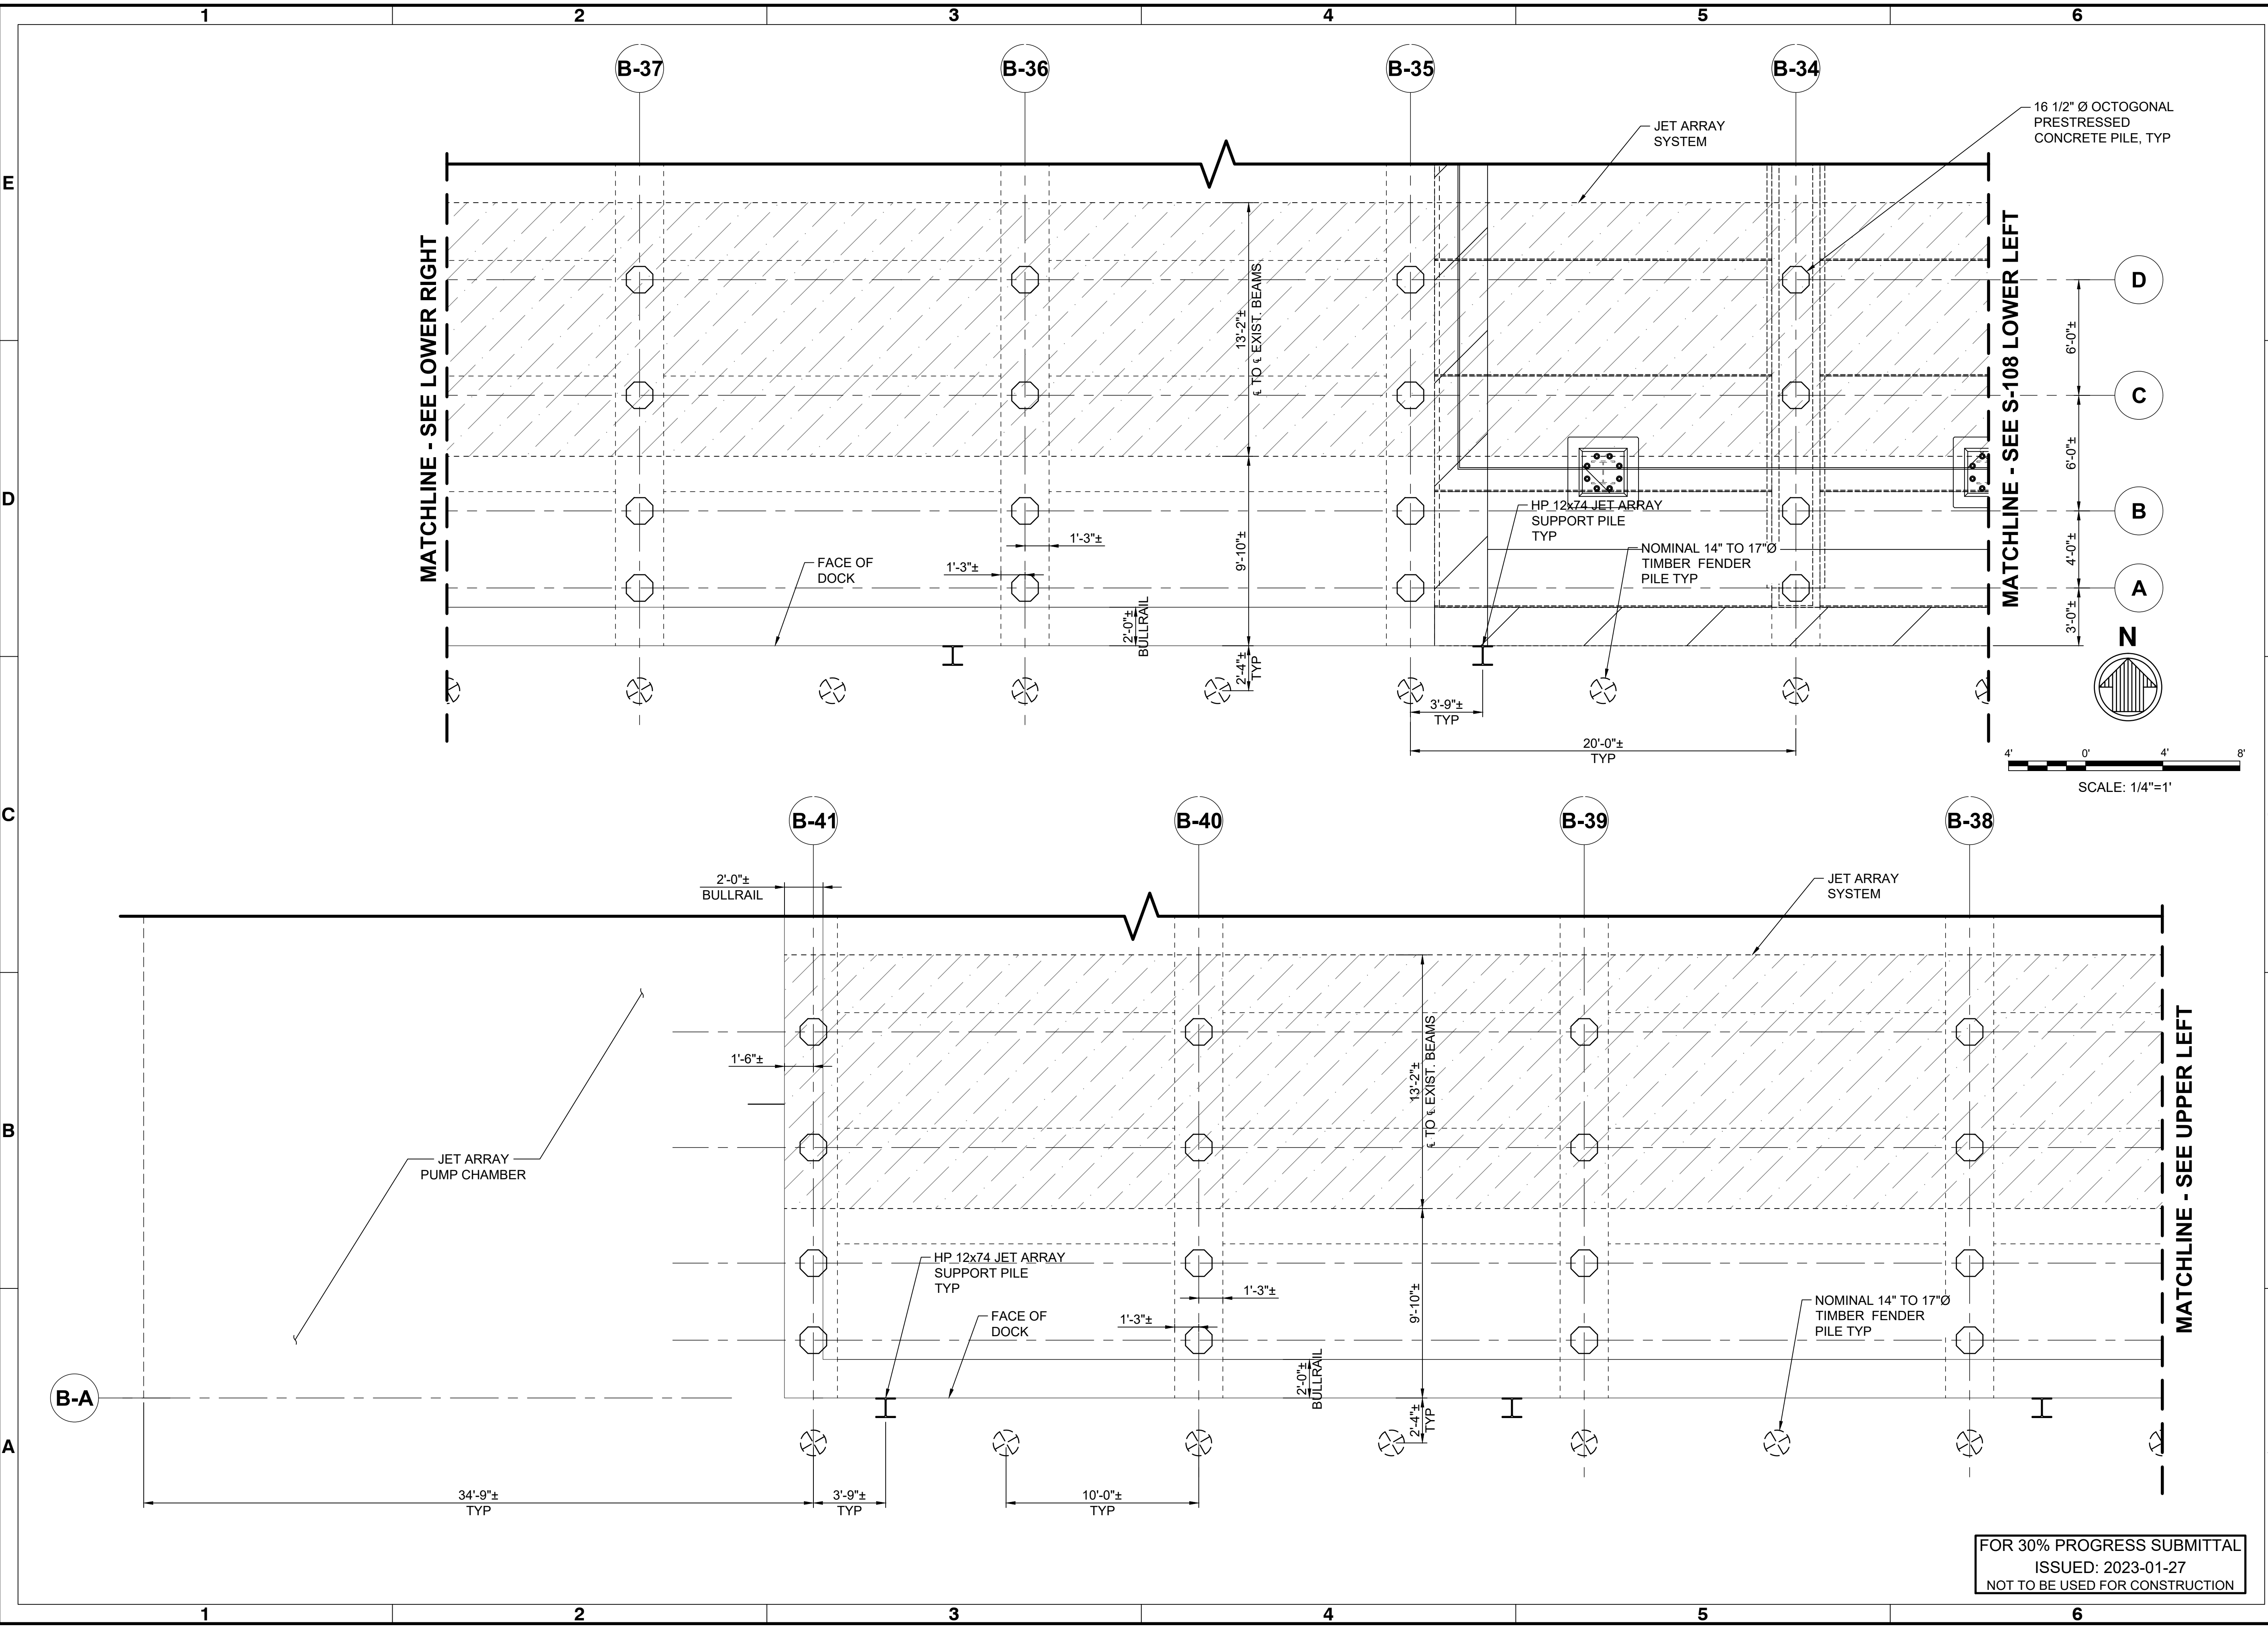 1 2 3 4 5 6
B-37 B-36 B-35 B-34
16 1/2" Ø OCTOGONAL
PRESTRESSED
CONCRETE PILE, TYP
JET ARRAY
SYSTEM
E
MATCHLINE - SEE LOWER RIGHT
MATCHLINE - SEE S-108 LOWER LEFT
13'-2"±
℄ TO ℄ EXIST. BEAMS
D
6'-0"±
C
6'-0"±
D
B
HP 12x74 JET ARRAY
SUPPORT PILE
TYP
1'-3"±
9'-10"±
4'-0"±
NOMINAL 14" TO 17"Ø
TIMBER FENDER
PILE TYP
FACE OF
DOCK
1'-3"±
A
2'-0"±
BULLRAIL
3'-0"±
N
2'-4"±
TYP
3'-9"±
TYP
20'-0"±
TYP
4' 0' 4' 8'
SCALE: 1/4"=1'
C
B-41 B-40 B-39 B-38
2'-0"±
BULLRAIL
JET ARRAY
SYSTEM
1'-6"±
13'-2"±
℄ TO ℄ EXIST. BEAMS
MATCHLINE - SEE UPPER LEFT
B
JET ARRAY
PUMP CHAMBER
HP 12x74 JET ARRAY
SUPPORT PILE
TYP
1'-3"±
9'-10"±
NOMINAL 14" TO 17"Ø
TIMBER FENDER
PILE TYP
FACE OF
DOCK
1'-3"±
2'-0"±
BULLRAIL
B-A
2'-4"±
TYP
A
34'-9"±
TYP
3'-9"±
TYP
10'-0"±
TYP
FOR 30% PROGRESS SUBMITTAL
ISSUED: 2023-01-27
NOT TO BE USED FOR CONSTRUCTION
1 2 3 4 5 6